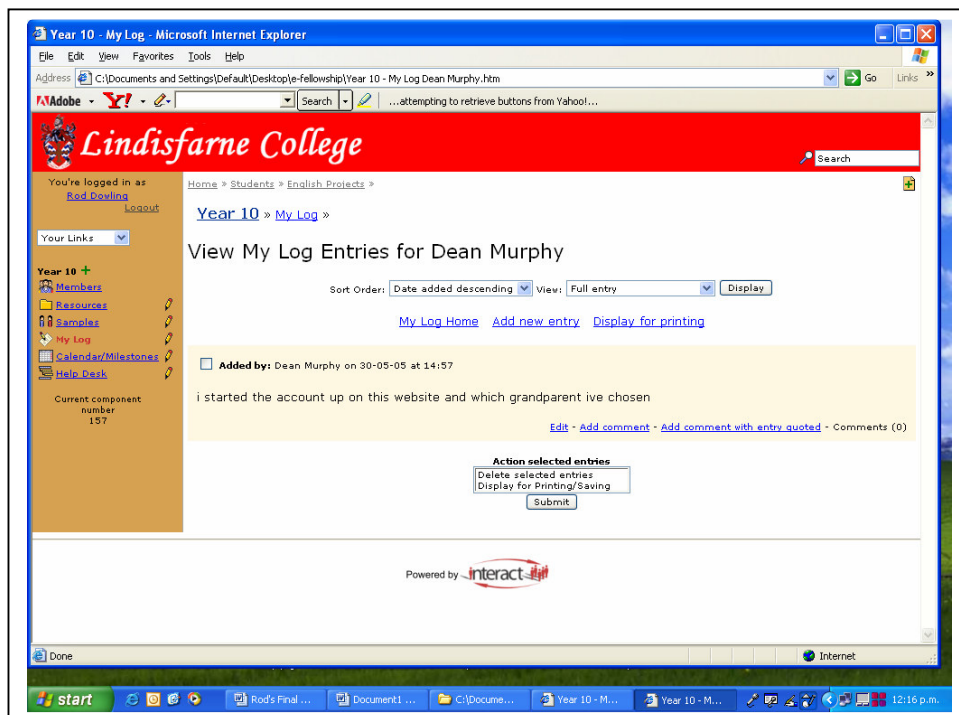 Year 10 - My Log - Microsoft Internet Explorer
File Edit View Favorites Tools Help
Address C:\Documents and Settings\Default\Desktop\e-fellowship\Year 10 - My Log Dean Murphy.htm Go Links »
Adobe Y! Search ...attempting to retrieve buttons from Yahoo!...
Lindisfarne College
Search
You're logged in as
Rod Dowling
Logout
Your Links
Year 10 +
Members
Resources
Samples
My Log
Calendar/Milestones
Help Desk
Current component
number
157
Home » Students » English Projects »
Year 10 » My Log »
View My Log Entries for Dean Murphy
Sort Order: Date added descending View: Full entry Display
My Log Home Add new entry Display for printing
Added by: Dean Murphy on 30-05-05 at 14:57
i started the account up on this website and which grandparent ive chosen
Edit - Add comment - Add comment with entry quoted - Comments (0)
Action selected entries
Delete selected entries
Display for Printing/Saving
Submit
Powered by interact
Done Internet
start Rod's Final ... Document1 ... C:\Docume... Year 10 - M... Year 10 - M... 12:16 p.m.